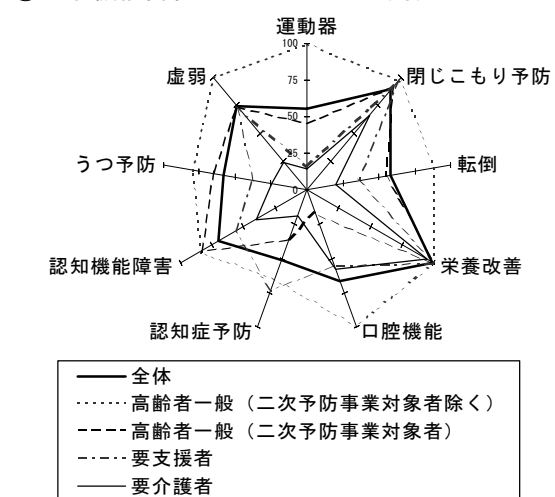 運動器
100
虚弱
閉じこもり予防
75
50
うつ予防
転倒
25
0
認知機能障害
栄養改善
認知症予防
口腔機能
全体
高齢者一般（二次予防事業対象者除く）
高齢者一般（二次予防事業対象者）
要支援者
要介護者